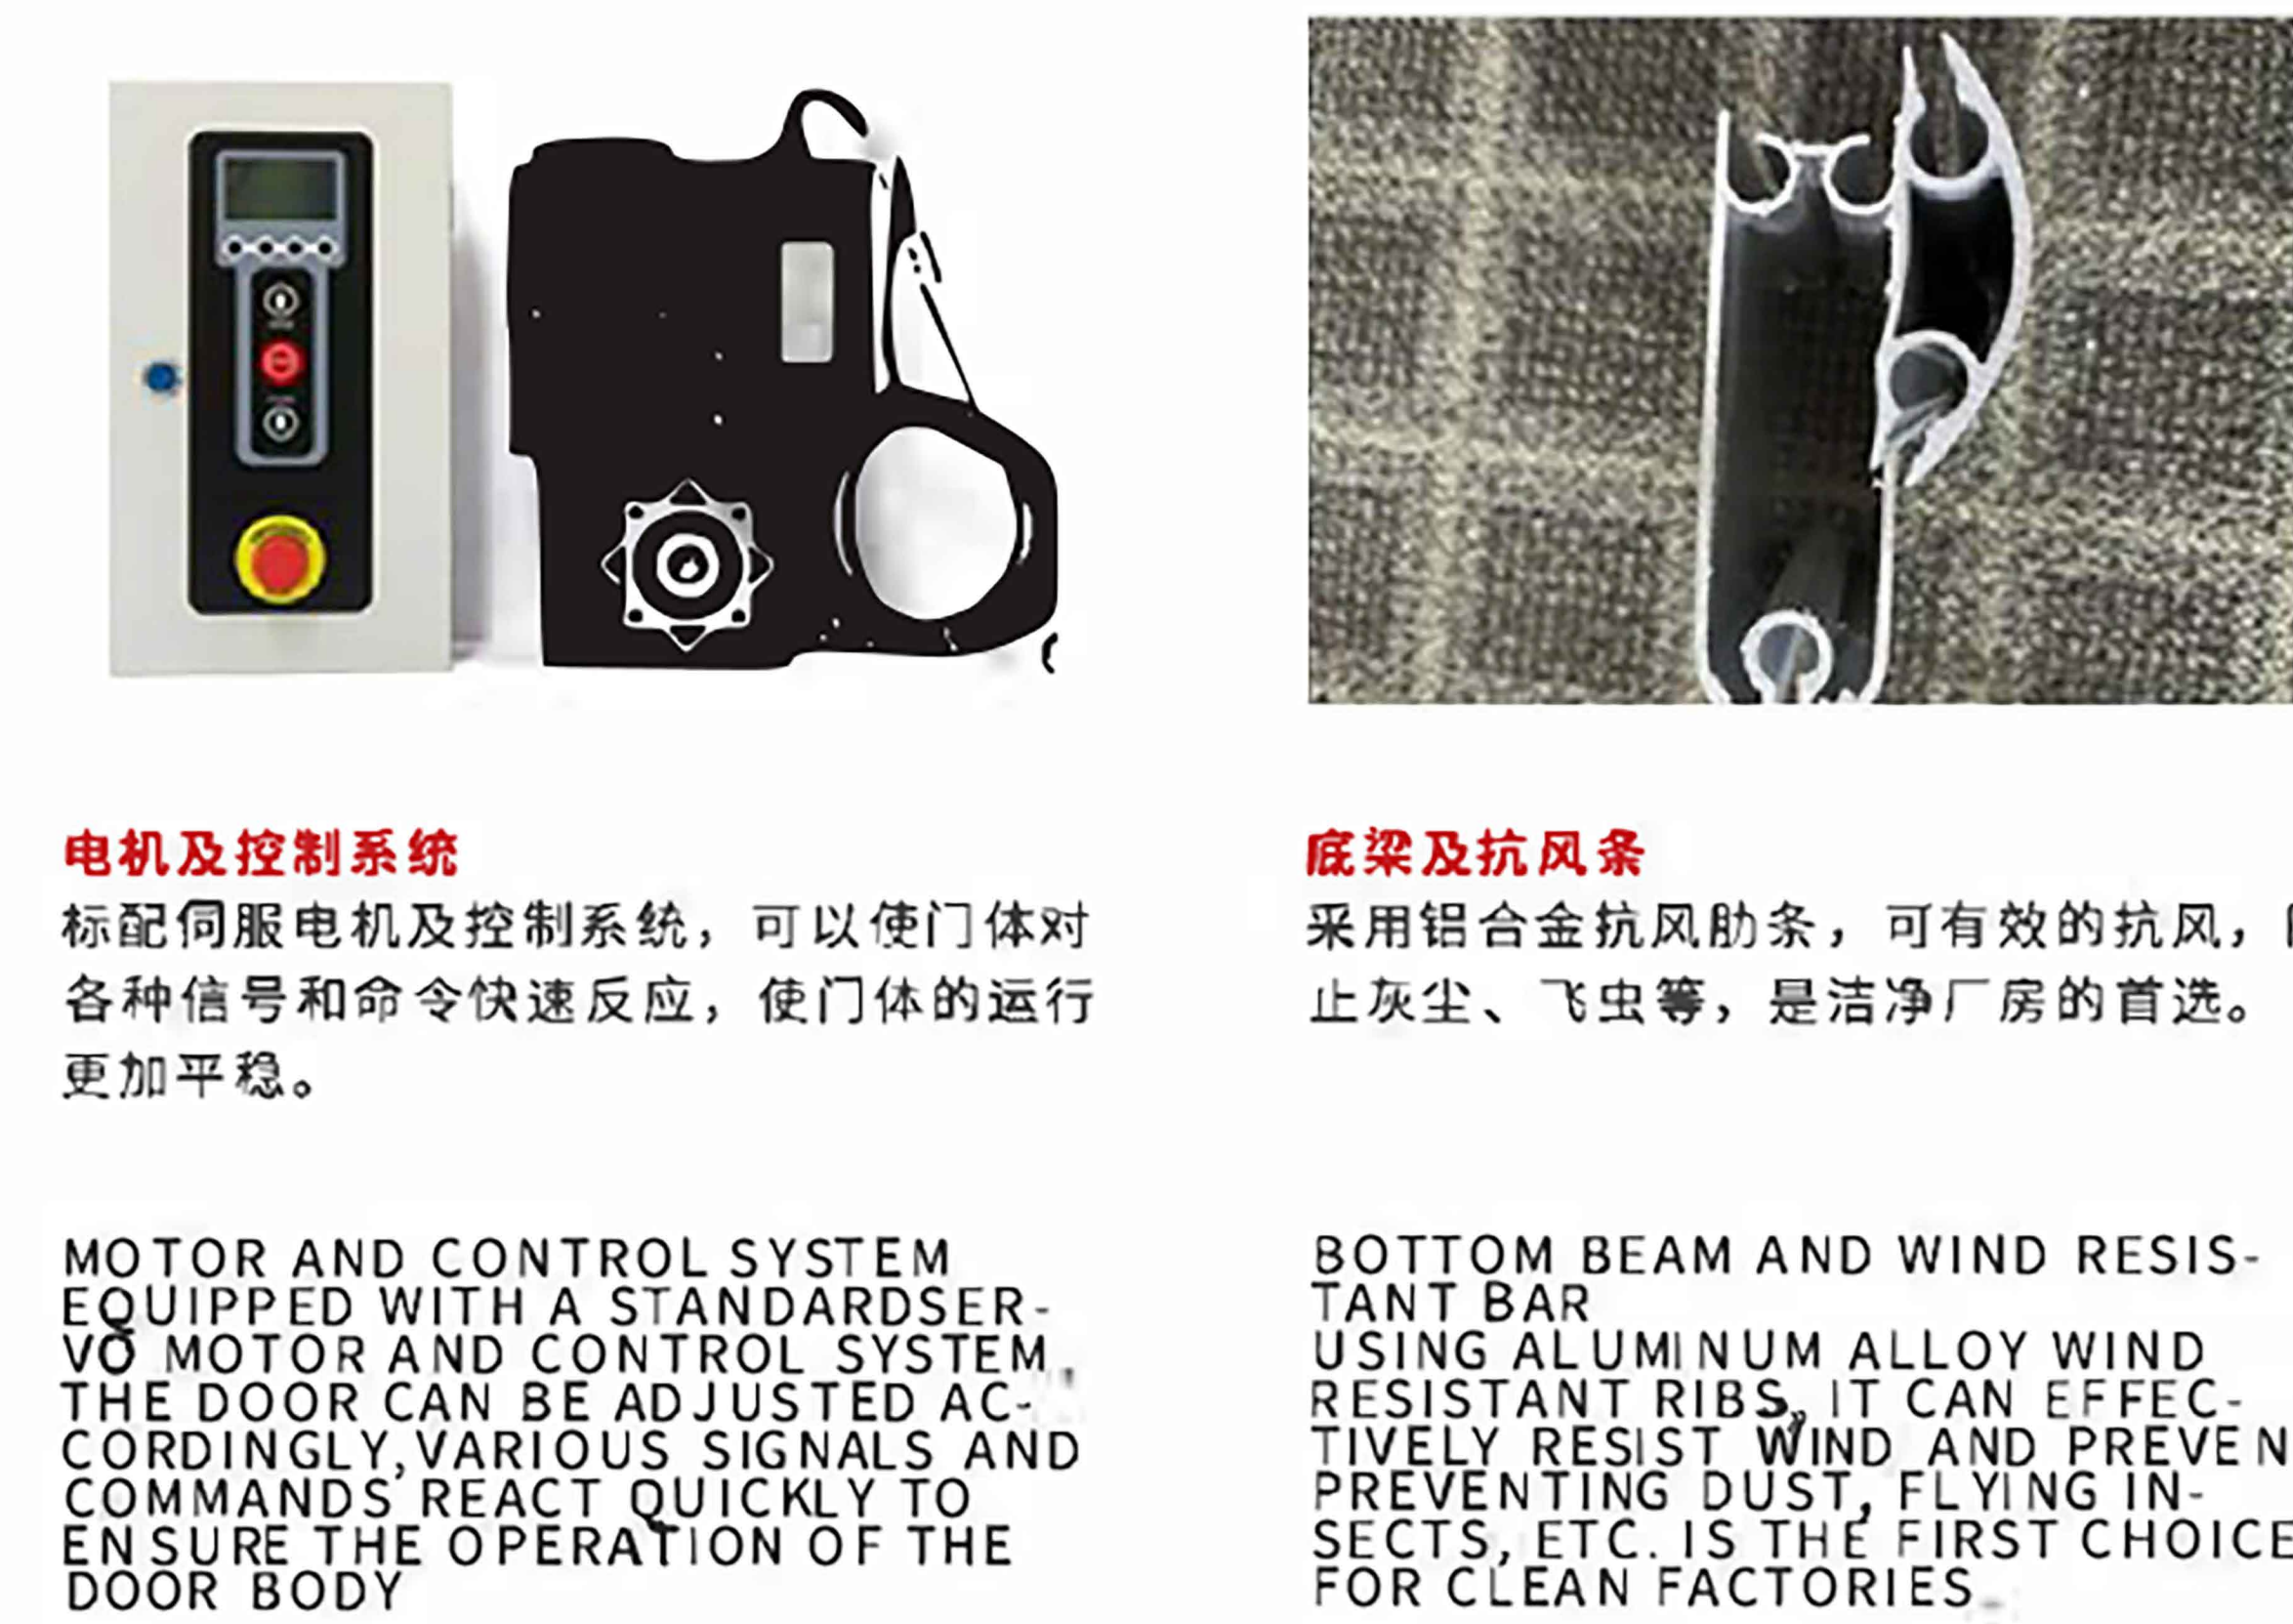 电机及控制系统
标配伺服电机及控制系统，可以使门体对
各种信号和命令快速反应，使门体的运行
更加平稳。
MOTOR AND CONTROL SYSTEM
EQUIPPED WITH A STANDARDSER-
VO MOTOR AND CONTROL SYSTEM,
THE DOOR CAN BE ADJUSTED AC-
CORDINGLY,VARIOUS SIGNALS AND
COMMANDS REACT QUICKLY TO
ENSURE THE OPERATION OF THE
DOOR BODY
底梁及抗风条
采用铝合金抗风肋条，可有效的抗风，
止灰尘、飞虫等，是洁净厂房的首选。
BOTTOM BEAM AND WIND RESIS-
TANT BAR
USING ALUMINUM ALLOY WIND
RESISTANT RIBS, IT CAN EFFEC-
TIVELY RESIST WIND AND PREVEN
PREVENTING DUST, FLYING IN-
SECTS, ETC. IS THE FIRST CHOICE
FOR CLEAN FACTORIES